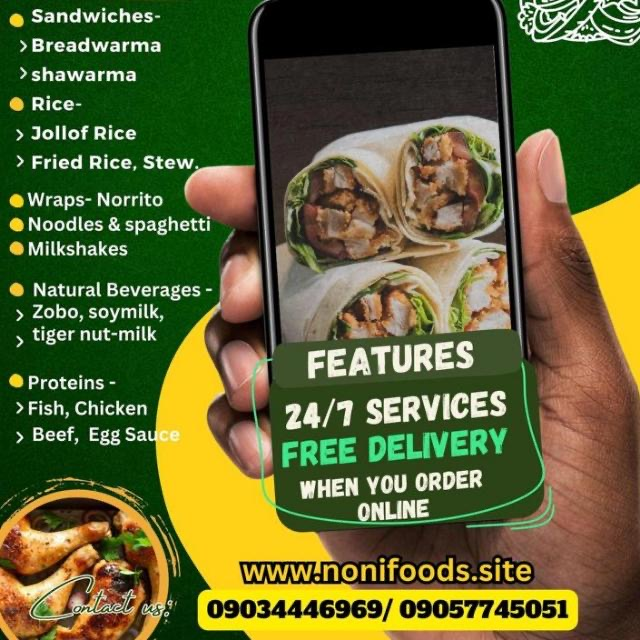 Sandwiches-
Breadwarma
shawarma
Rice-
Jollof Rice
Fried Rice, Stew.
Wraps- Norrito
Noodles & spaghetti
Milkshakes
Natural Beverages -
Zobo, soymilk,
tiger nut-milk
Proteins -
Fish, Chicken
Beef, Egg Sauce
FEATURES
24/7 SERVICES
FREE DELIVERY
WHEN YOU ORDER
ONLINE
Contact us:
www.nonifoods.site
09034446969/ 09057745051